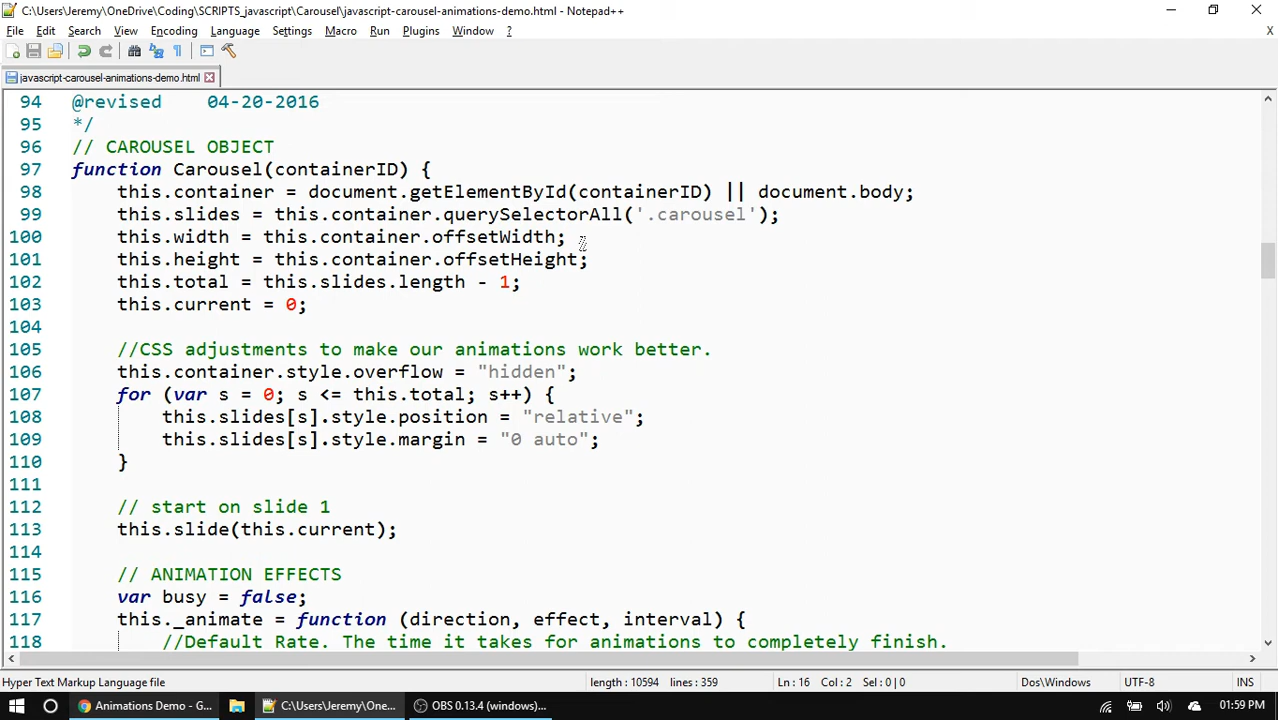 C:\Users\Jeremy\OneDrive\Coding\SCRIPTS_javascript\Carousel\javascript-carousel-animations-demo.html - Notepad++
File Edit Search View Encoding Language Settings Macro Run Plugins Window ? X
javascript-carousel-animations-demo.html
94 @revised 04-20-2016
95 */
96 // CAROUSEL OBJECT
97 function Carousel(containerID) {
98 this.container = document.getElementById(containerID) || document.body;
99 this.slides = this.container.querySelectorAll('.carousel');
100 this.width = this.container.offsetWidth;
101 this.height = this.container.offsetHeight;
102 this.total = this.slides.length - 1;
103 this.current = 0;
104
105 //CSS adjustments to make our animations work better.
106 this.container.style.overflow = "hidden";
107 for (var s = 0; s <= this.total; s++) {
108 this.slides[s].style.position = "relative";
109 this.slides[s].style.margin = "0 auto";
110 }
111
112 // start on slide 1
113 this.slide(this.current);
114
115 // ANIMATION EFFECTS
116 var busy = false;
117 this._animate = function (direction, effect, interval) {
118 //Default Rate. The time it takes for animations to completely finish.
Hyper Text Markup Language file length : 10594 lines : 359 Ln : 16 Col : 2 Sel : 0 | 0 Dos\Windows UTF-8 INS
Animations Demo - G... C:\Users\Jeremy\One... OBS 0.13.4 (windows)... 01:59 PM